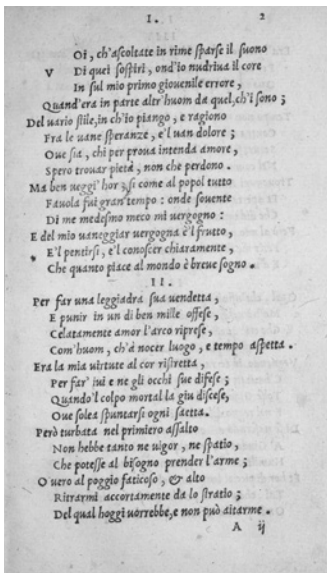 I. 2
OI, ch'ascoltate in rime sparse il suono
V Di quei sospiri, ond'io nudriua il core
In sul mio primo giouenile errore,
Quand'era in parte altr'huom da quel, ch'i sono;
Del uario stile, in ch'io piango, e ragiono
Fra le uane speranze, e'l uan dolore;
Oue sia, chi per proua intenda amore,
Spero trouar pietà, non che perdono.
Ma ben ueggi'hor, sì come al popol tutto
Fauola fui gran tempo: onde souente
Di me medesmo meco mi uergogno:
E del mio uaneggiar uergogna è'l frutto,
E'l pentirsi, e'l conoscer chiaramente,
Che quanto piace al mondo è breue sogno.
II.
Per far una leggiadra sua uendetta,
E punir in un dì ben mille offese,
Celatamente amor l'arco riprese,
Com'huom, ch'a nocer luogo, e tempo aspetta.
Era la mia uirtute al cor ristretta,
Per far' iui e ne gli occhi sue difese;
Quando'l colpo mortal la giu discese,
Oue solea spuntarsi ogni saetta.
Però turbata nel primiero assalto
Non hebbe tanto ne uigor, ne spatio,
Che potesse al bisogno prender l'arme;
O uero al poggio faticoso, & alto
Ritrarmi accortamente da lo stratio;
Del qual hoggi uorrebbe, e non può aitarme.
A ij